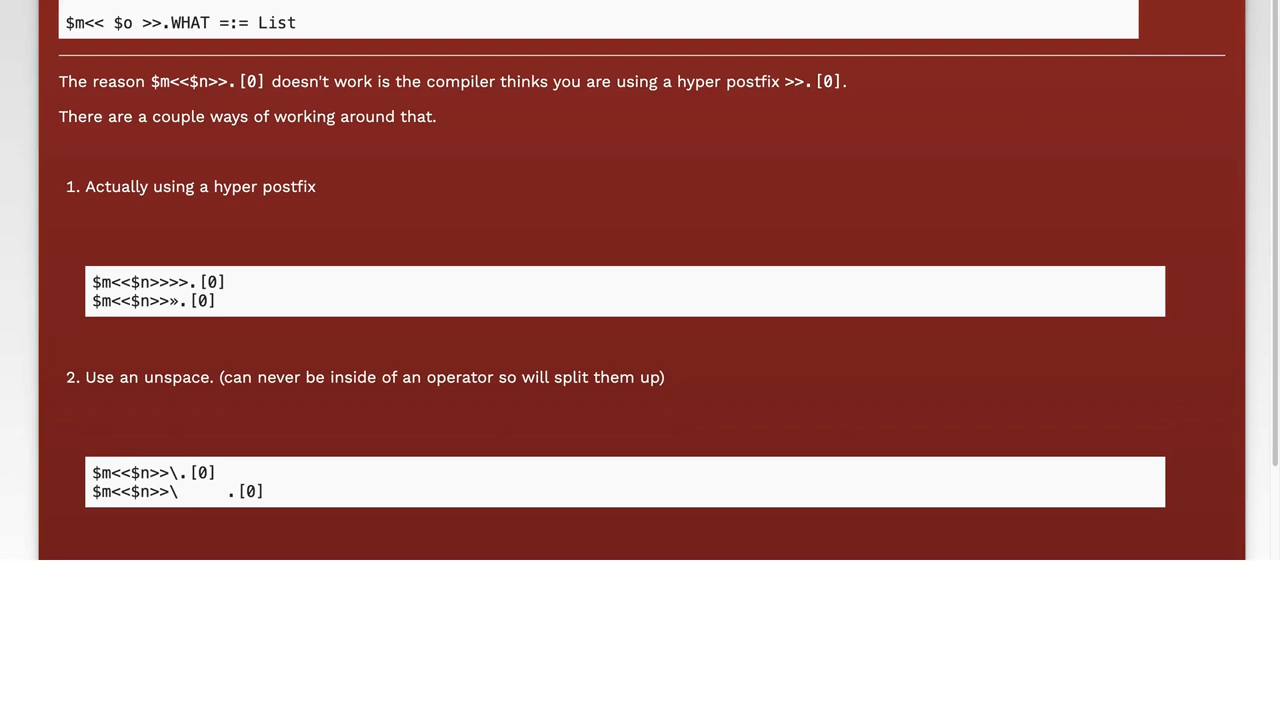 $m<< $o >>.WHAT =:= List
The reason $m<<$n>>.[0] doesn't work is the compiler thinks you are using a hyper postfix >>.[0].
There are a couple ways of working around that.
1. Actually using a hyper postfix
$m<<$n>>>>.[0]
$m<<$n>>».[0]
2. Use an unspace. (can never be inside of an operator so will split them up)
$m<<$n>>\.[0]
$m<<$n>>\     .[0]